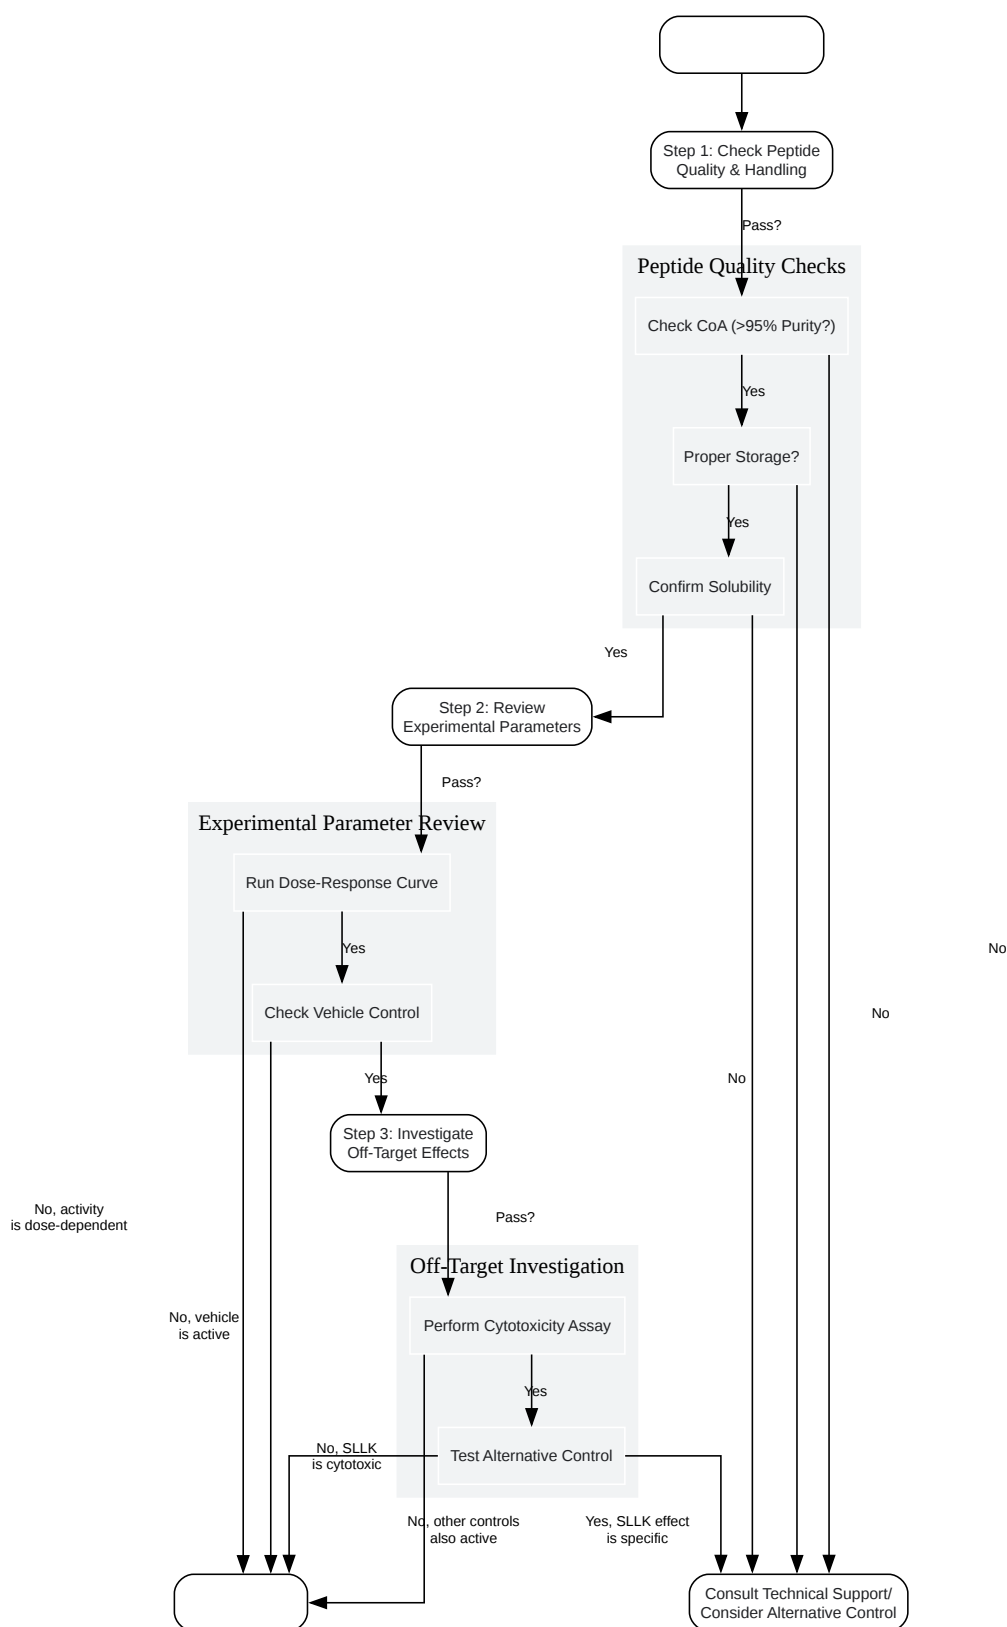 Step 1: Check Peptide
Quality & Handling
Pass?
Peptide Quality Checks
Check CoA (>95% Purity?)
Yes
Proper Storage?
Yes
Confirm Solubility
Yes
Step 2: Review
Experimental Parameters
Pass?
Experimental Parameter Review
Run Dose-Response Curve
Yes
No
Check Vehicle Control
No
Yes
No
Step 3: Investigate
Off-Target Effects
No, activity
is dose-dependent
Pass?
Off-Target Investigation
No, vehicle
is active
Perform Cytotoxicity Assay
Yes
No, SLLK
is cytotoxic
Test Alternative Control
No, other controls
also active
Yes, SLLK effect
is specific
Consult Technical Support/
Consider Alternative Control